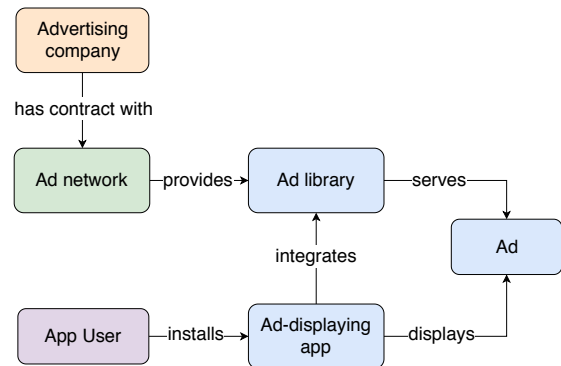 Advertising
company
has contract with
Ad network
provides
Ad library
serves
Ad
integrates
App User
installs
Ad-displaying
app
displays